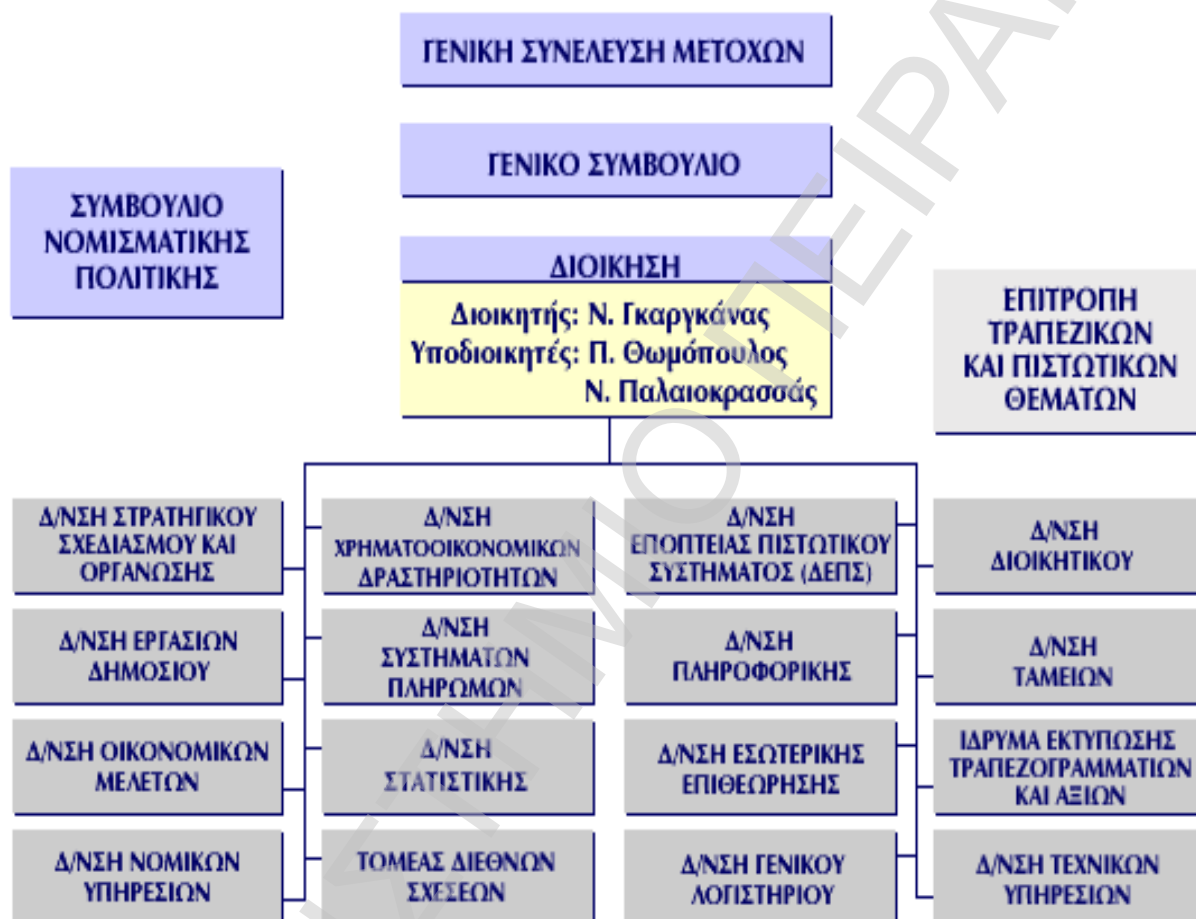 ΓΕΝΙΚΗ ΣΥΝΕΛΕΥΣΗ ΜΕΤΟΧΩΝ
ΓΕΝΙΚΟ ΣΥΜΒΟΥΛΙΟ
ΣΥΜΒΟΥΛΙΟ
ΝΟΜΙΣΜΑΤΙΚΗΣ
ΠΟΛΙΤΙΚΗΣ
ΔΙΟΙΚΗΣΗ
Διοικητής: Ν. Γκαργκάνας
Υποδιοικητές: Π. Θωμόπουλος
Ν. Παλαιοκρασσάς
ΕΠΙΤΡΟΠΗ
ΤΡΑΠΕΖΙΚΩΝ
ΚΑΙ ΠΙΣΤΩΤΙΚΩΝ
ΘΕΜΑΤΩΝ
Δ/ΝΣΗ ΣΤΡΑΤΗΓΙΚΟΥ
ΣΧΕΔΙΑΣΜΟΥ ΚΑΙ
ΟΡΓΑΝΩΣΗΣ
Δ/ΝΣΗ
ΧΡΗΜΑΤΟΟΙΚΟΝΟΜΙΚΩΝ
ΔΡΑΣΤΗΡΙΟΤΗΤΩΝ
Δ/ΝΣΗ
ΕΠΟΠΤΕΙΑΣ ΠΙΣΤΩΤΙΚΟΥ
ΣΥΣΤΗΜΑΤΟΣ (ΔΕΠΣ)
Δ/ΝΣΗ
ΔΙΟΙΚΗΤΙΚΟΥ
Δ/ΝΣΗ ΕΡΓΑΣΙΩΝ
ΔΗΜΟΣΙΟΥ
Δ/ΝΣΗ
ΣΥΣΤΗΜΑΤΩΝ
ΠΛΗΡΩΜΩΝ
Δ/ΝΣΗ
ΠΛΗΡΟΦΟΡΙΚΗΣ
Δ/ΝΣΗ
ΤΑΜΕΙΩΝ
Δ/ΝΣΗ ΟΙΚΟΝΟΜΙΚΩΝ
ΜΕΛΕΤΩΝ
Δ/ΝΣΗ
ΣΤΑΤΙΣΤΙΚΗΣ
Δ/ΝΣΗ ΕΣΩΤΕΡΙΚΗΣ
ΕΠΙΘΕΩΡΗΣΗΣ
ΙΔΡΥΜΑ ΕΚΤΥΠΩΣΗΣ
ΤΡΑΠΕΖΟΓΡΑΜΜΑΤΙΩΝ
ΚΑΙ ΑΞΙΩΝ
Δ/ΝΣΗ ΝΟΜΙΚΩΝ
ΥΠΗΡΕΣΙΩΝ
ΤΟΜΕΑΣ ΔΙΕΘΝΩΝ
ΣΧΕΣΕΩΝ
Δ/ΝΣΗ ΓΕΝΙΚΟΥ
ΛΟΓΙΣΤΗΡΙΟΥ
Δ/ΝΣΗ ΤΕΧΝΙΚΩΝ
ΥΠΗΡΕΣΙΩΝ